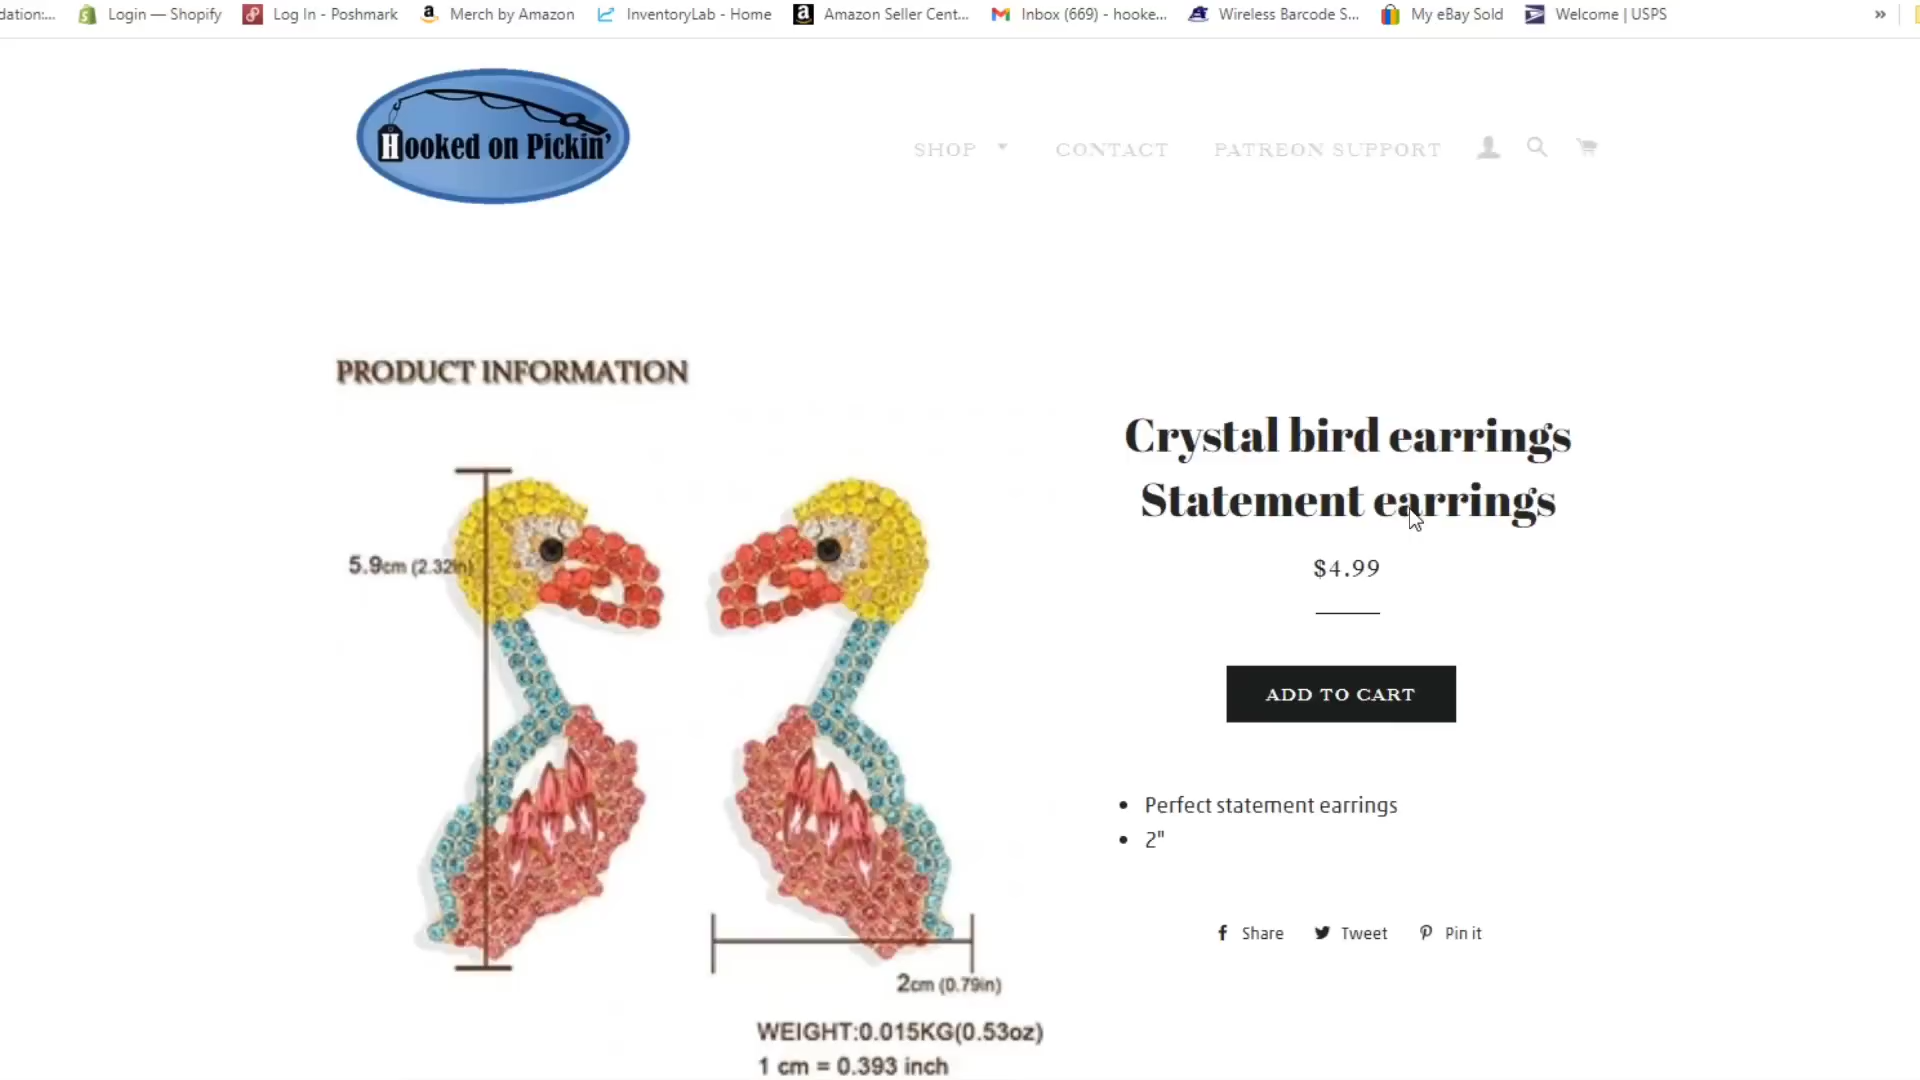 dation:...
Login — Shopify
Log In - Poshmark
Merch by Amazon
InventoryLab - Home
Amazon Seller Cent...
Inbox (669) - hooke...
Wireless Barcode S...
My eBay Sold
Welcome | USPS
»
Hooked on Pickin'
SHOP
CONTACT
PATREON SUPPORT
PRODUCT INFORMATION
5.9cm (2.32in)
2cm (0.79in)
WEIGHT:0.015KG(0.53oz)
1 cm = 0.393 inch
Crystal bird earrings
Statement earrings
$4.99
ADD TO CART
• Perfect statement earrings
• 2"
Share
Tweet
Pin it